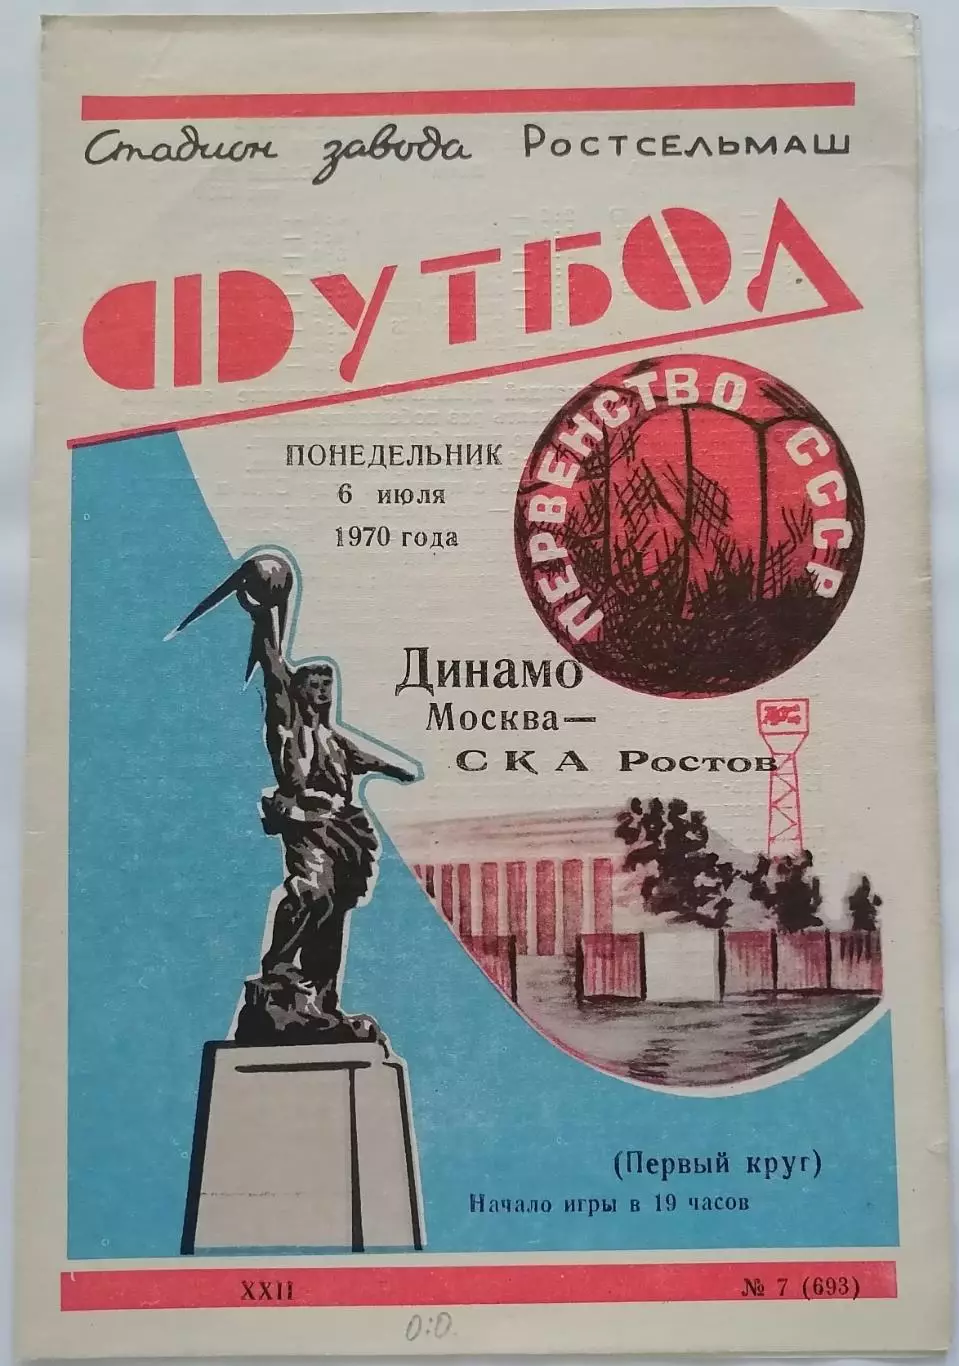 Стадион завода Ростсельмаш
ФУТБОЛ
ПЕРВЕНСТВО СССР
ПОНЕДЕЛЬНИК
6 июля
1970 года
Динамо
Москва—
СКА Ростов
(Первый круг)
Начало игры в 19 часов
XXII
№ 7 (693)
0:0.